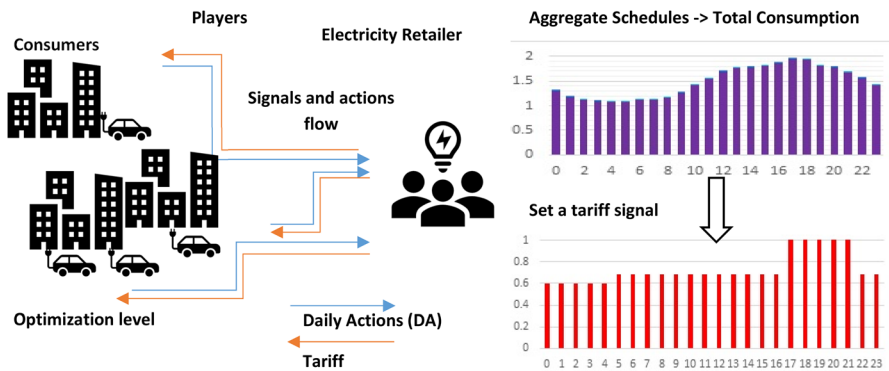 Players
Consumers
Electricity Retailer
Signals and actions
flow
Optimization level
Daily Actions (DA)
Tariff
Aggregate Schedules -> Total Consumption
2
1.5
1
0.5
0
0 2 4 6 8 10 12 14 16 18 20 22
Set a tariff signal
1
0.8
0.6
0.4
0.2
0
0 1 2 3 4 5 6 7 8 9 10 11 12 13 14 15 16 17 18 19 20 21 22 23